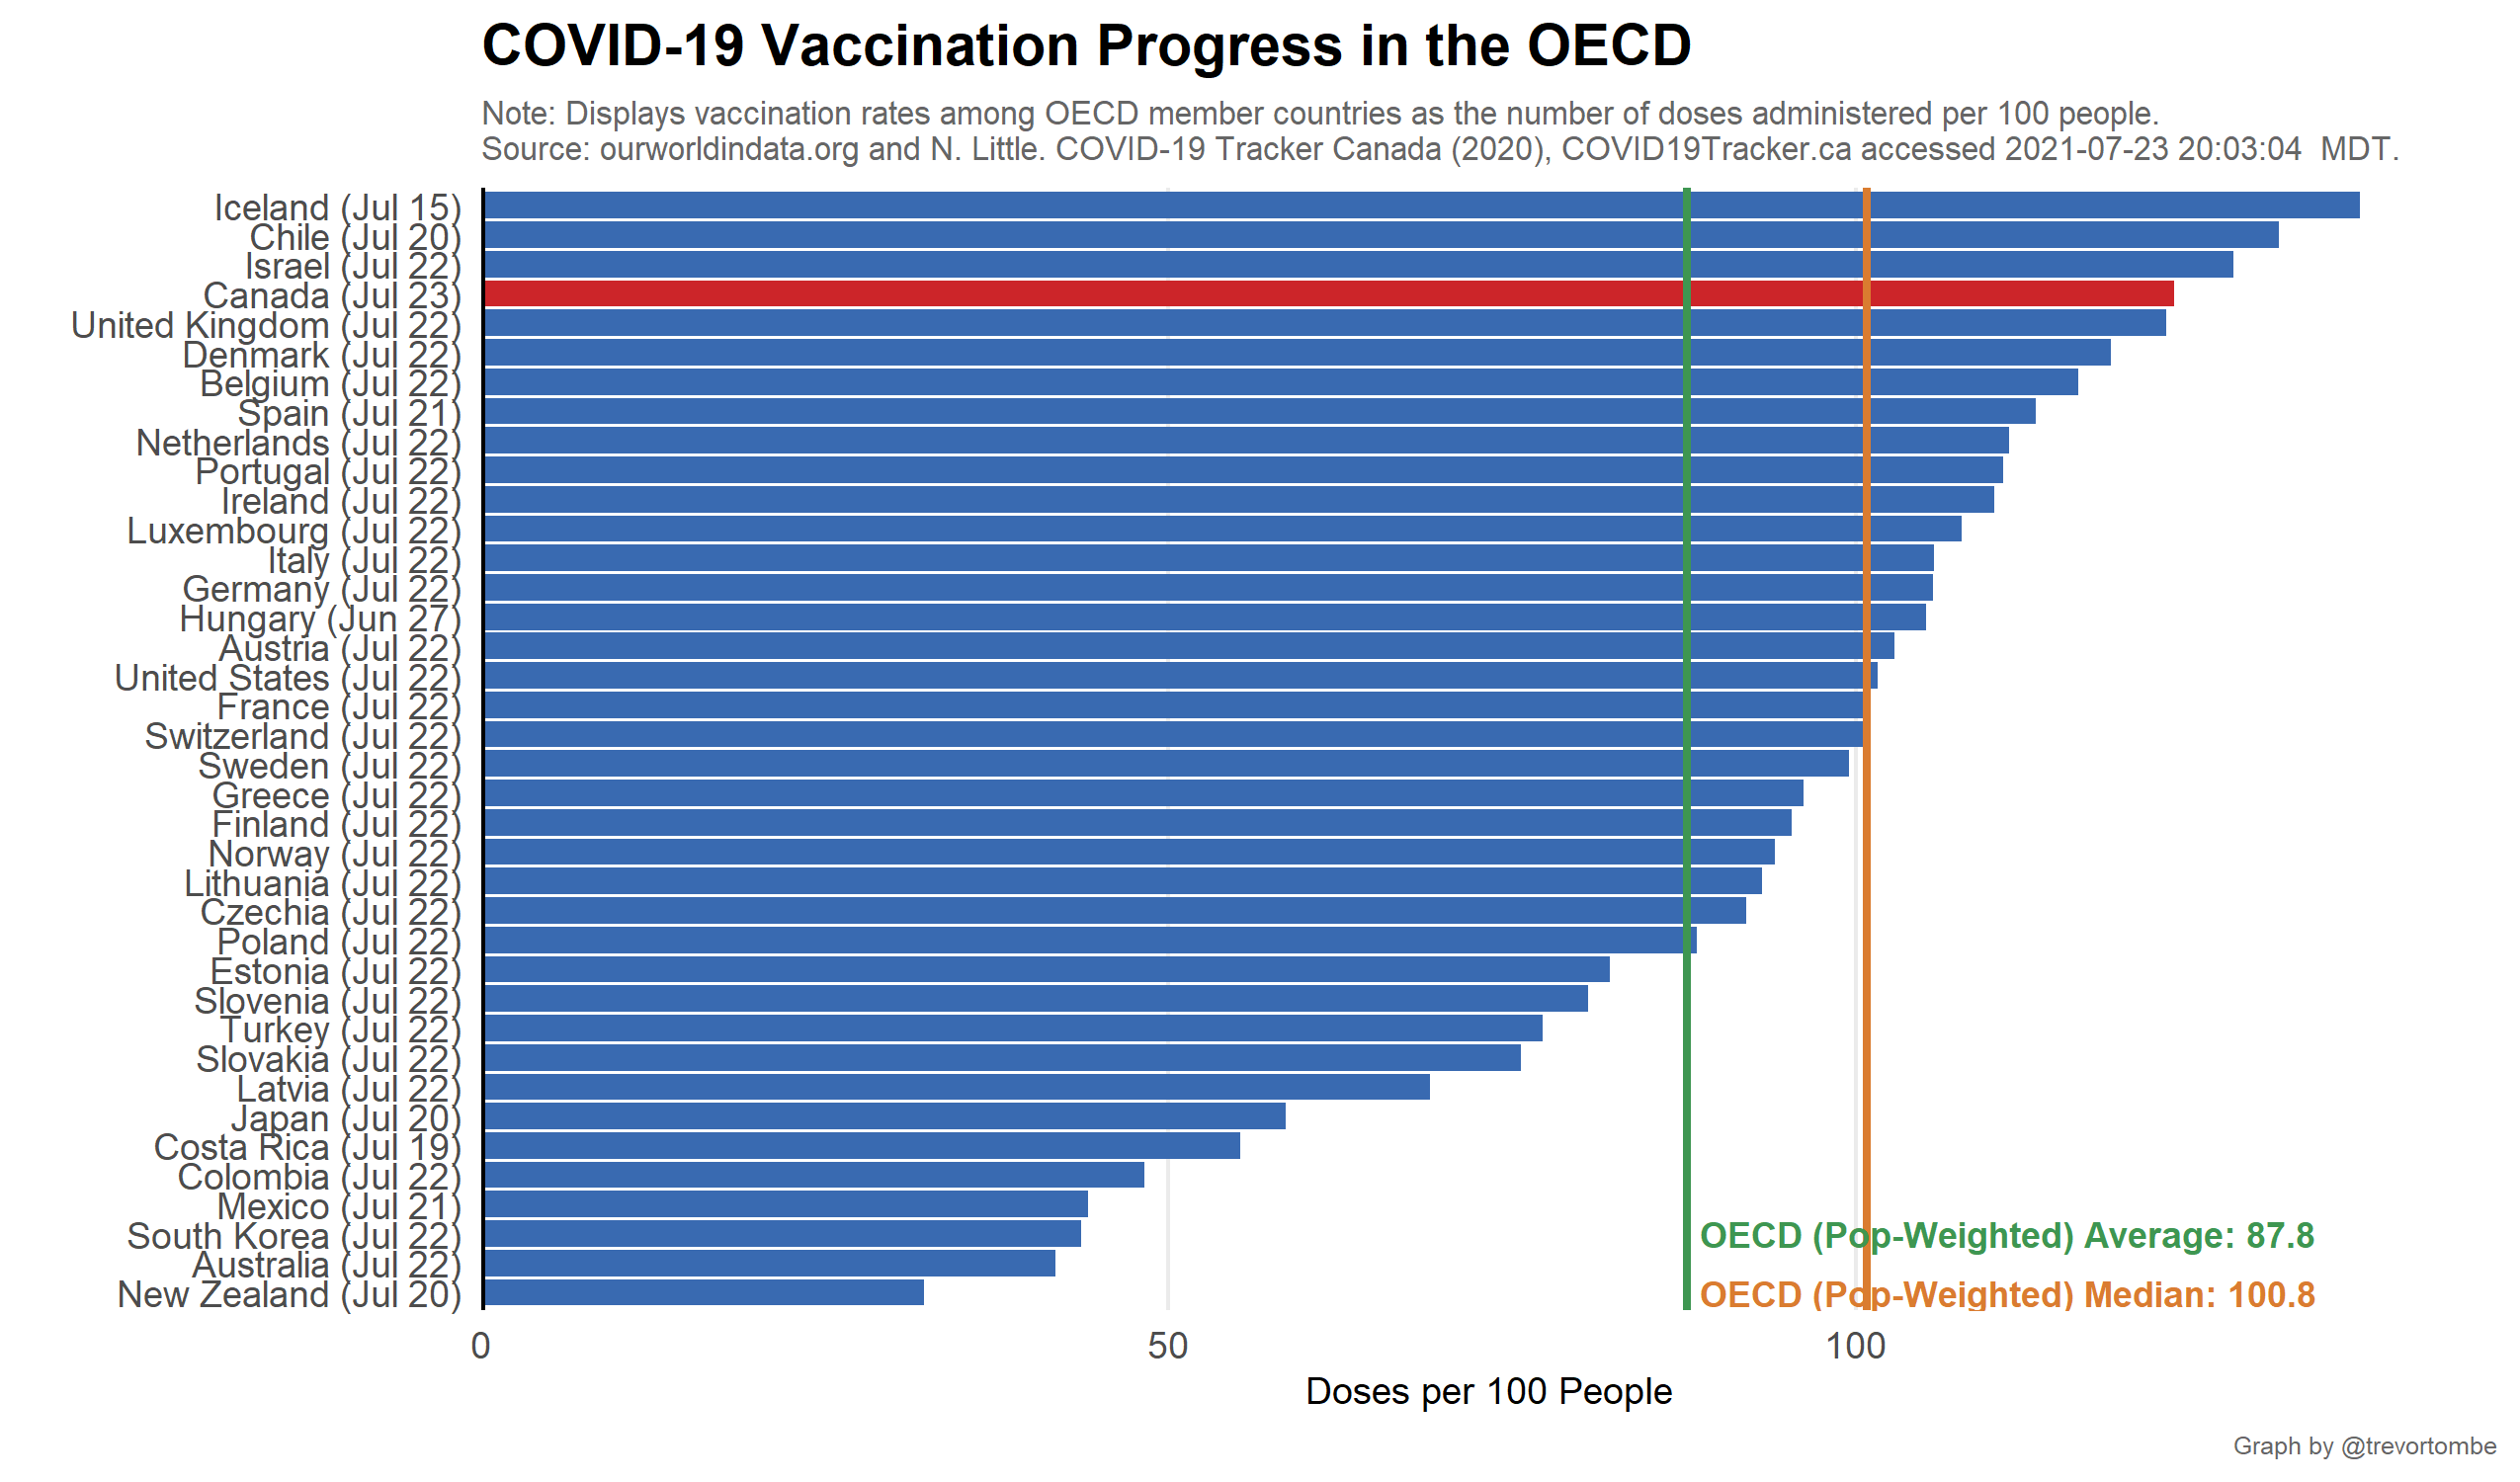 COVID-19 Vaccination Progress in the OECD
Note: Displays vaccination rates among OECD member countries as the number of doses administered per 100 people.
Source: ourworldindata.org and N. Little. COVID-19 Tracker Canada (2020), COVID19Tracker.ca accessed 2021-07-23 20:03:04  MDT.
Iceland (Jul 15)
Chile (Jul 20)
Israel (Jul 22)
Canada (Jul 23)
United Kingdom (Jul 22)
Denmark (Jul 22)
Belgium (Jul 22)
Spain (Jul 21)
Netherlands (Jul 22)
Portugal (Jul 22)
Ireland (Jul 22)
Luxembourg (Jul 22)
Italy (Jul 22)
Germany (Jul 22)
Hungary (Jun 27)
Austria (Jul 22)
United States (Jul 22)
France (Jul 22)
Switzerland (Jul 22)
Sweden (Jul 22)
Greece (Jul 22)
Finland (Jul 22)
Norway (Jul 22)
Lithuania (Jul 22)
Czechia (Jul 22)
Poland (Jul 22)
Estonia (Jul 22)
Slovenia (Jul 22)
Turkey (Jul 22)
Slovakia (Jul 22)
Latvia (Jul 22)
Japan (Jul 20)
Costa Rica (Jul 19)
Colombia (Jul 22)
Mexico (Jul 21)
South Korea (Jul 22)
Australia (Jul 22)
New Zealand (Jul 20)
OECD (Pop-Weighted) Average: 87.8
OECD (Pop-Weighted) Median: 100.8
0
50
100
Doses per 100 People
Graph by @trevortombe